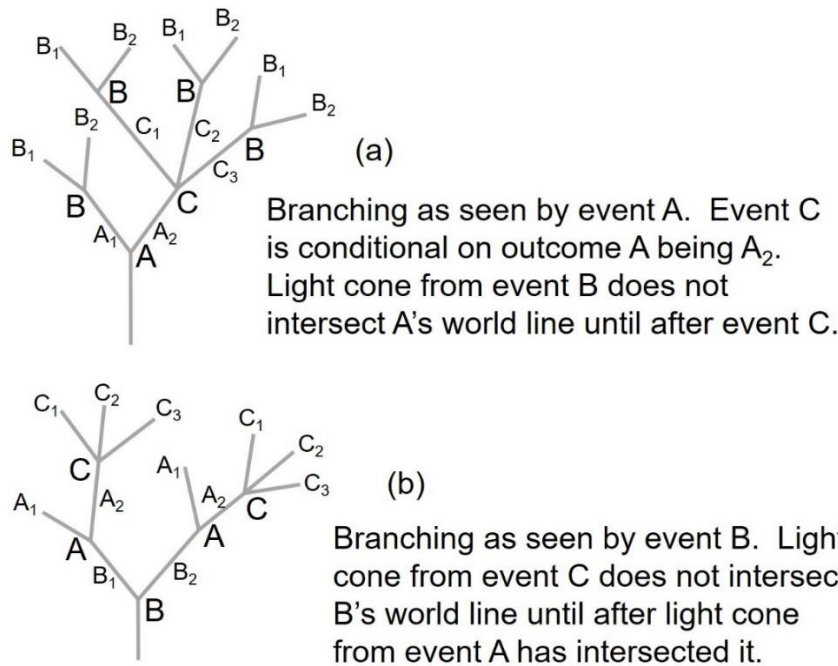 B₁ B₂ B₁ B₂
B B B₁
B₂ C₁ C₂ B₂
B₁ C₃ B
B C
A₁ A₂
A
(a)
Branching as seen by event A. Event C
is conditional on outcome A being A₂.
Light cone from event B does not
intersect A's world line until after event C.
C₁ C₂ C₃ C₁
C₂
C A₁ C₃
A₁ A₂ A₂ C
A A
B₁ B₂
B
(b)
Branching as seen by event B. Light
cone from event C does not intersec
B's world line until after light cone
from event A has intersected it.